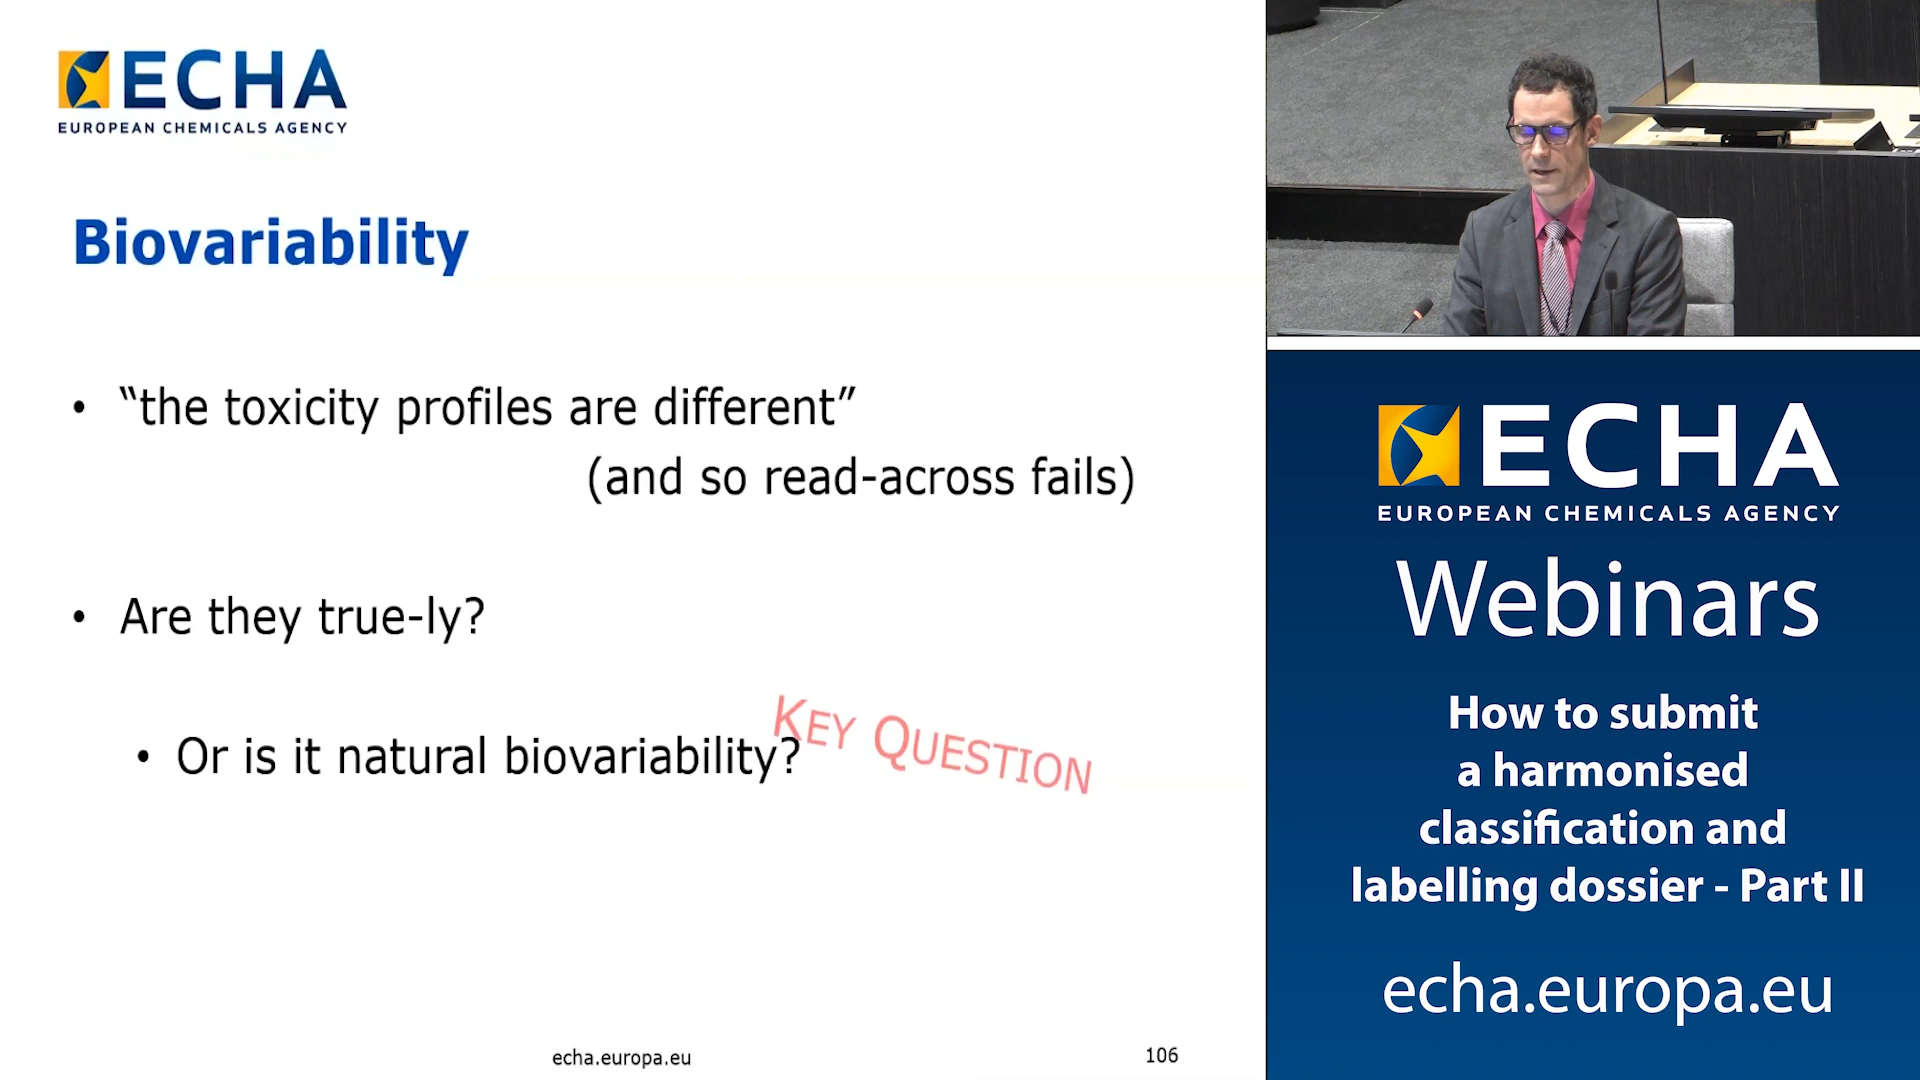 ECHA
EUROPEAN CHEMICALS AGENCY
Biovariability
• “the toxicity profiles are different”
(and so read-across fails)
• Are they true-ly?
• Or is it natural biovariability?
KEY QUESTION
echa.europa.eu
106
ECHA
EUROPEAN CHEMICALS AGENCY
Webinars
How to submit
a harmonised
classification and
labelling dossier - Part II
echa.europa.eu